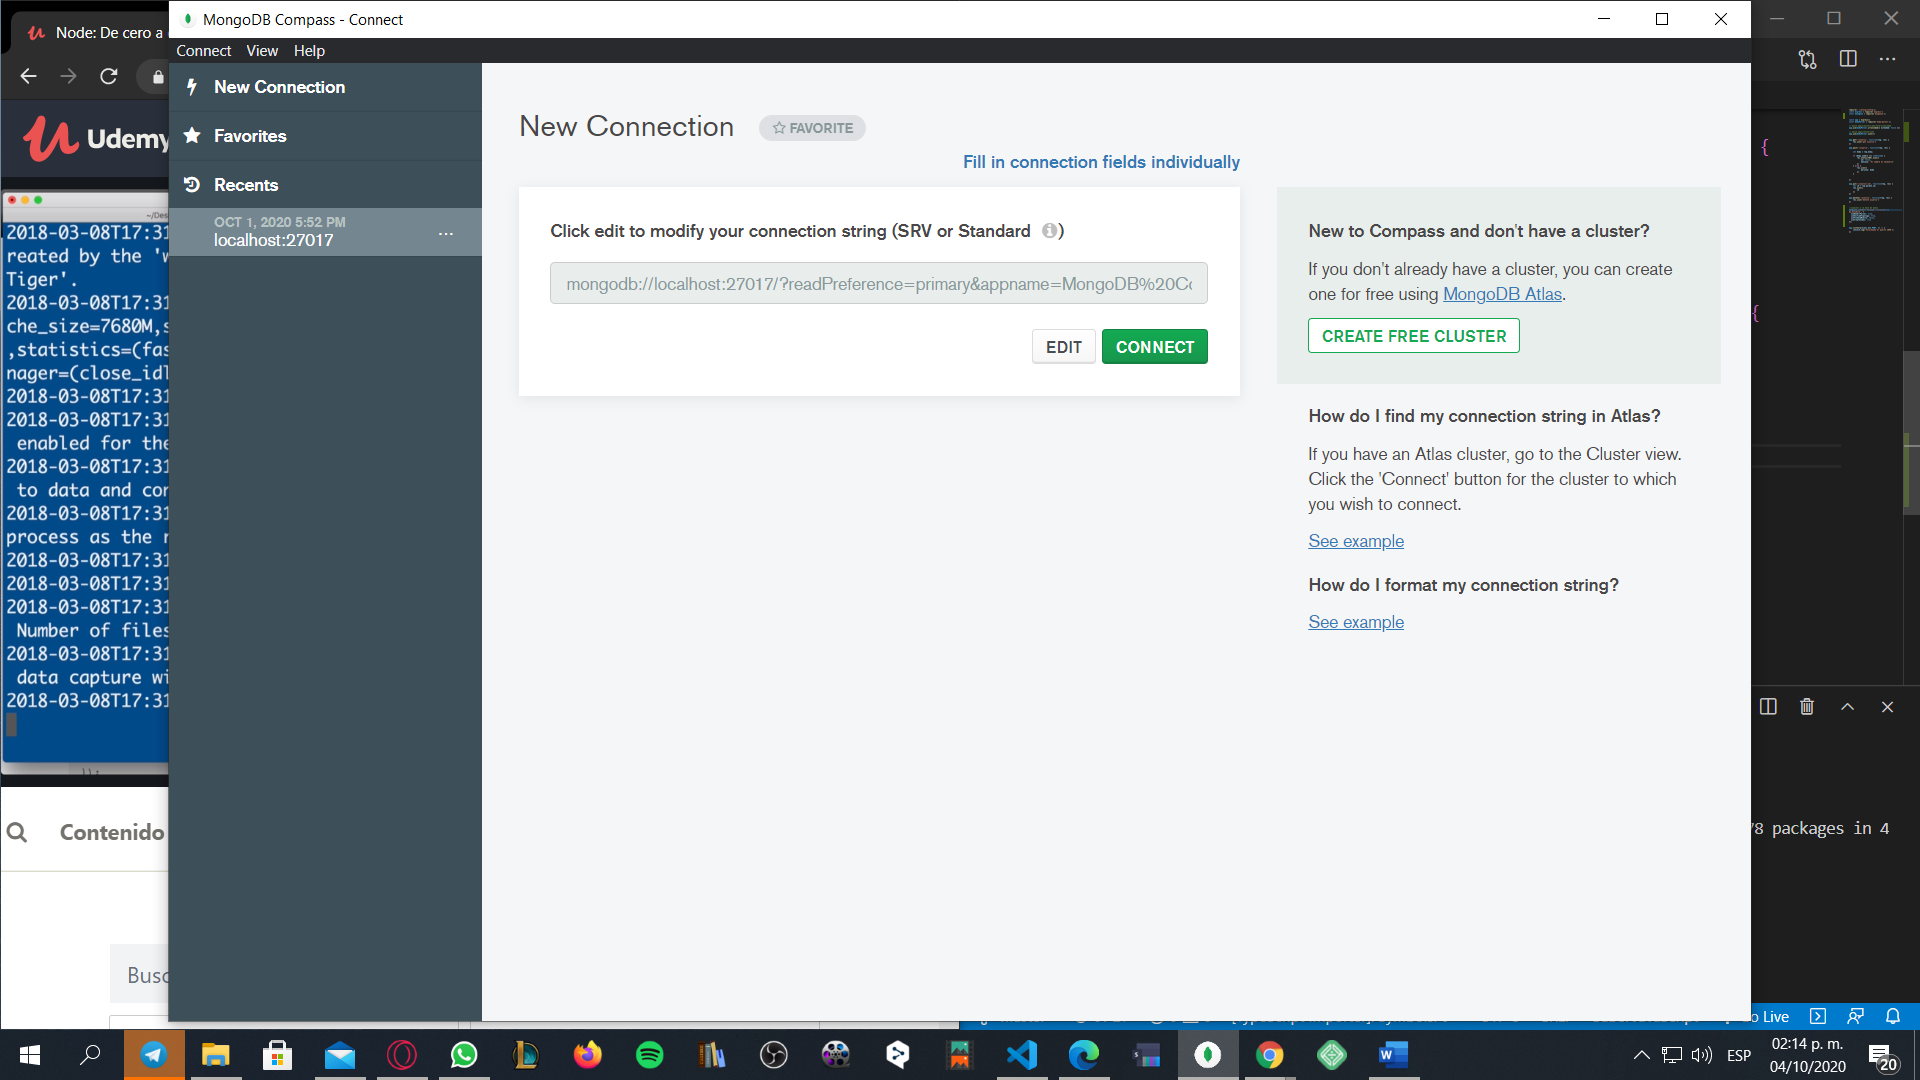 MongoDB Compass - Connect
Node: De cero a
Connect View Help
New Connection
Favorites
Recents
OCT 1, 2020 5:52 PM
localhost:27017
New Connection
FAVORITE
Fill in connection fields individually
Click edit to modify your connection string (SRV or Standard )
mongodb://localhost:27017/?readPreference=primary&appname=MongoDB%20Co
EDIT
CONNECT
New to Compass and don't have a cluster?
If you don't already have a cluster, you can create
one for free using MongoDB Atlas.
CREATE FREE CLUSTER
How do I find my connection string in Atlas?
If you have an Atlas cluster, go to the Cluster view.
Click the 'Connect' button for the cluster to which
you wish to connect.
See example
How do I format my connection string?
See example
Udemy
2018-03-08T17:31
reated by the 'w
Tiger'.
2018-03-08T17:31
che_size=7680M,s
,statistics=(fas
nager=(close_idl
2018-03-08T17:31
2018-03-08T17:31
enabled for the
2018-03-08T17:31
to data and con
2018-03-08T17:31
process as the r
2018-03-08T17:31
2018-03-08T17:31
2018-03-08T17:31
Number of files
2018-03-08T17:31
data capture wi
2018-03-08T17:31
Contenido
Busc
{
{
78 packages in 4
o Live
ESP
02:14 p. m.
04/10/2020
20